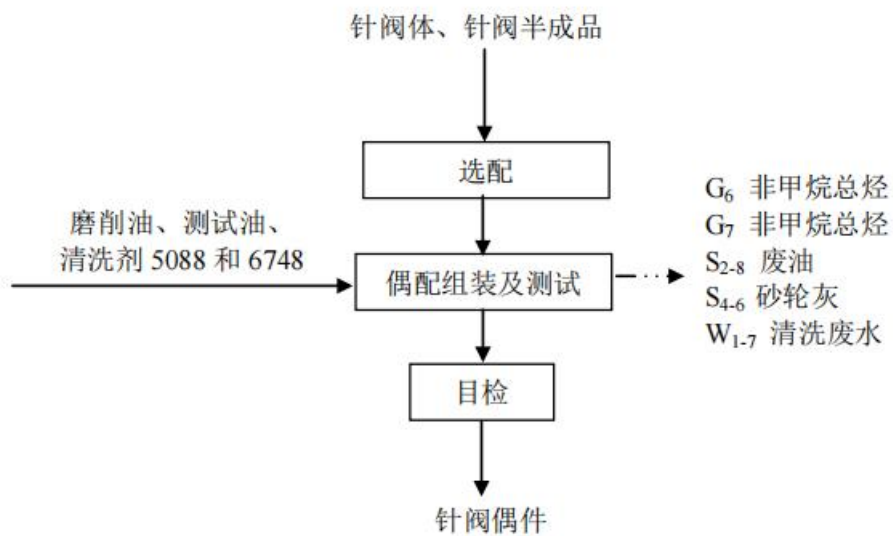 针阀体、针阀半成品
选配
磨削油、测试油、
清洗剂 5088 和 6748
偶配组装及测试
G6 非甲烷总烃
G7 非甲烷总烃
S2-8 废油
S4-6 砂轮灰
W1-7 清洗废水
目检
针阀偶件